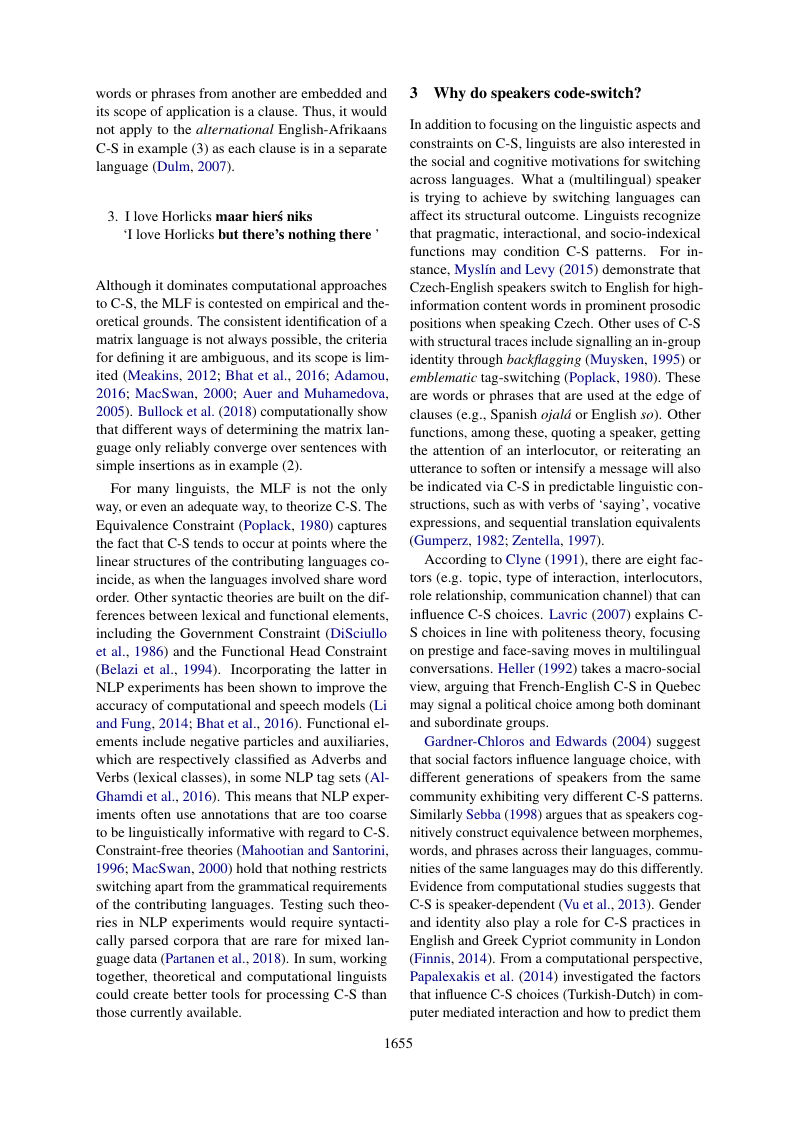 words or phrases from another are embedded and
its scope of application is a clause. Thus, it would
not apply to the alternational English-Afrikaans
C-S in example (3) as each clause is in a separate
language (Dulm, 2007).
3. I love Horlicks maar hierś niks
‘I love Horlicks but there’s nothing there ’
Although it dominates computational approaches
to C-S, the MLF is contested on empirical and the-
oretical grounds. The consistent identification of a
matrix language is not always possible, the criteria
for defining it are ambiguous, and its scope is lim-
ited (Meakins, 2012; Bhat et al., 2016; Adamou,
2016; MacSwan, 2000; Auer and Muhamedova,
2005). Bullock et al. (2018) computationally show
that different ways of determining the matrix lan-
guage only reliably converge over sentences with
simple insertions as in example (2).
For many linguists, the MLF is not the only
way, or even an adequate way, to theorize C-S. The
Equivalence Constraint (Poplack, 1980) captures
the fact that C-S tends to occur at points where the
linear structures of the contributing languages co-
incide, as when the languages involved share word
order. Other syntactic theories are built on the dif-
ferences between lexical and functional elements,
including the Government Constraint (DiSciullo
et al., 1986) and the Functional Head Constraint
(Belazi et al., 1994). Incorporating the latter in
NLP experiments has been shown to improve the
accuracy of computational and speech models (Li
and Fung, 2014; Bhat et al., 2016). Functional el-
ements include negative particles and auxiliaries,
which are respectively classified as Adverbs and
Verbs (lexical classes), in some NLP tag sets (Al-
Ghamdi et al., 2016). This means that NLP exper-
iments often use annotations that are too coarse
to be linguistically informative with regard to C-S.
Constraint-free theories (Mahootian and Santorini,
1996; MacSwan, 2000) hold that nothing restricts
switching apart from the grammatical requirements
of the contributing languages. Testing such theo-
ries in NLP experiments would require syntacti-
cally parsed corpora that are rare for mixed lan-
guage data (Partanen et al., 2018). In sum, working
together, theoretical and computational linguists
could create better tools for processing C-S than
those currently available.
3 Why do speakers code-switch?
In addition to focusing on the linguistic aspects and
constraints on C-S, linguists are also interested in
the social and cognitive motivations for switching
across languages. What a (multilingual) speaker
is trying to achieve by switching languages can
affect its structural outcome. Linguists recognize
that pragmatic, interactional, and socio-indexical
functions may condition C-S patterns. For in-
stance, Myslín and Levy (2015) demonstrate that
Czech-English speakers switch to English for high-
information content words in prominent prosodic
positions when speaking Czech. Other uses of C-S
with structural traces include signalling an in-group
identity through backflagging (Muysken, 1995) or
emblematic tag-switching (Poplack, 1980). These
are words or phrases that are used at the edge of
clauses (e.g., Spanish ojalá or English so). Other
functions, among these, quoting a speaker, getting
the attention of an interlocutor, or reiterating an
utterance to soften or intensify a message will also
be indicated via C-S in predictable linguistic con-
structions, such as with verbs of ‘saying’, vocative
expressions, and sequential translation equivalents
(Gumperz, 1982; Zentella, 1997).
According to Clyne (1991), there are eight fac-
tors (e.g. topic, type of interaction, interlocutors,
role relationship, communication channel) that can
influence C-S choices. Lavric (2007) explains C-
S choices in line with politeness theory, focusing
on prestige and face-saving moves in multilingual
conversations. Heller (1992) takes a macro-social
view, arguing that French-English C-S in Quebec
may signal a political choice among both dominant
and subordinate groups.
Gardner-Chloros and Edwards (2004) suggest
that social factors influence language choice, with
different generations of speakers from the same
community exhibiting very different C-S patterns.
Similarly Sebba (1998) argues that as speakers cog-
nitively construct equivalence between morphemes,
words, and phrases across their languages, commu-
nities of the same languages may do this differently.
Evidence from computational studies suggests that
C-S is speaker-dependent (Vu et al., 2013). Gender
and identity also play a role for C-S practices in
English and Greek Cypriot community in London
(Finnis, 2014). From a computational perspective,
Papalexakis et al. (2014) investigated the factors
that influence C-S choices (Turkish-Dutch) in com-
puter mediated interaction and how to predict them
1655